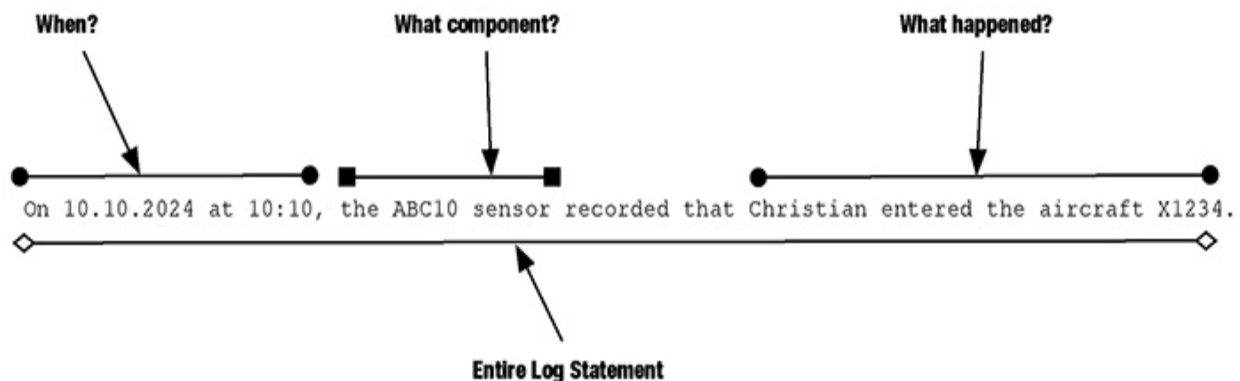 When? What component? What happened?
On 10.10.2024 at 10:10, the ABC10 sensor recorded that Christian entered the aircraft X1234.
Entire Log Statement